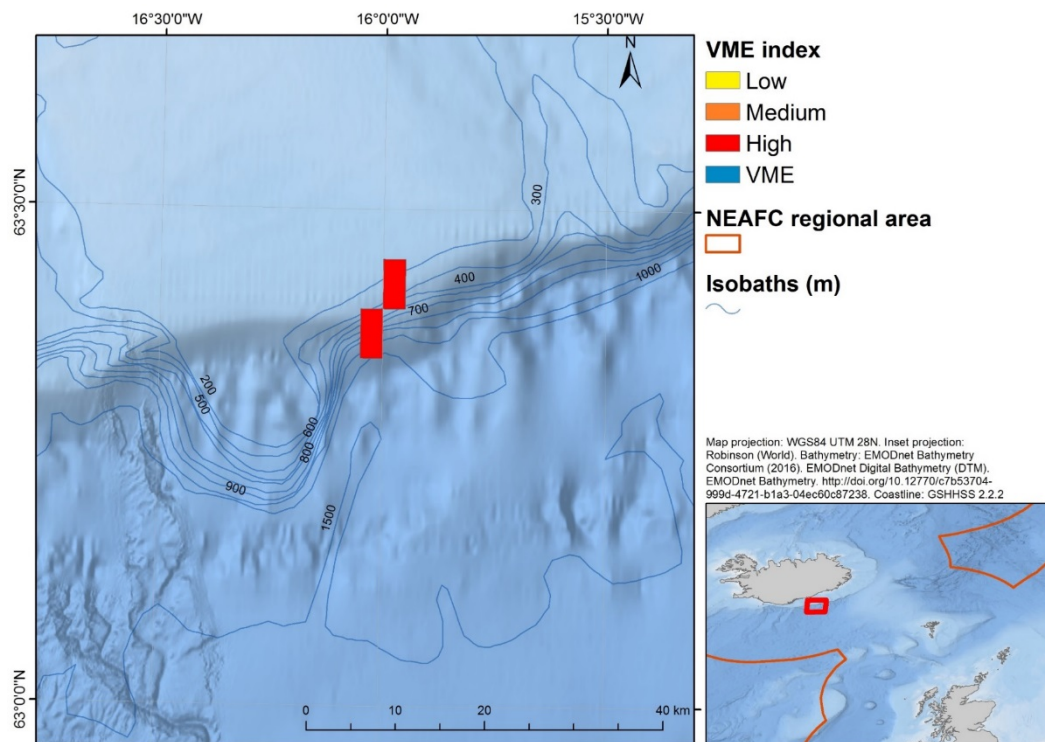 16°30'0"W 16°00'0"W 15°30'0"W
N
63°30'0"N
63°0'0"N
300
400
1000
700
200
500
600
800
900
1500
0 10 20 40 km
VME index
Low
Medium
High
VME
NEAFC regional area
Isobaths (m)
Map projection: WGS84 UTM 28N. Inset projection:
Robinson (World). Bathymetry: EMODnet Bathymetry
Consortium (2016). EMODnet Digital Bathymetry (DTM).
EMODnet Bathymetry. http://doi.org/10.12770/c7b53704-
999d-4721-b1a3-04ec60c87238. Coastline: GSHHSS 2.2.2